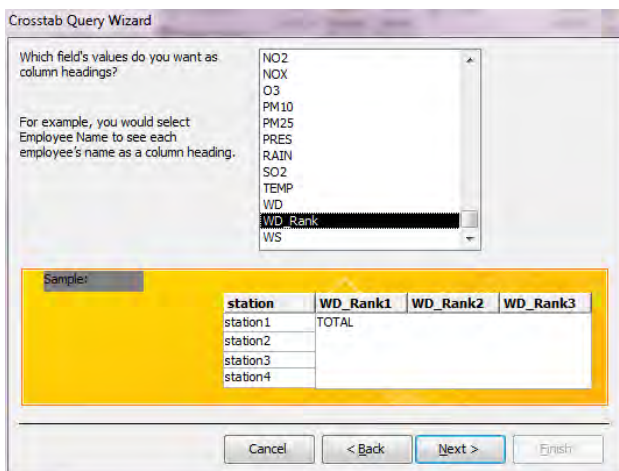 Crosstab Query Wizard
Which field's values do you want as
column headings?
For example, you would select
Employee Name to see each
employee's name as a column heading.
NO2
NOX
O3
PM10
PM25
PRES
RAIN
SO2
TEMP
WD
WD_Rank
WS
Sample:
station WD_Rank1 WD_Rank2 WD_Rank3
station1 TOTAL
station2
station3
station4
Cancel < Back Next > Finish